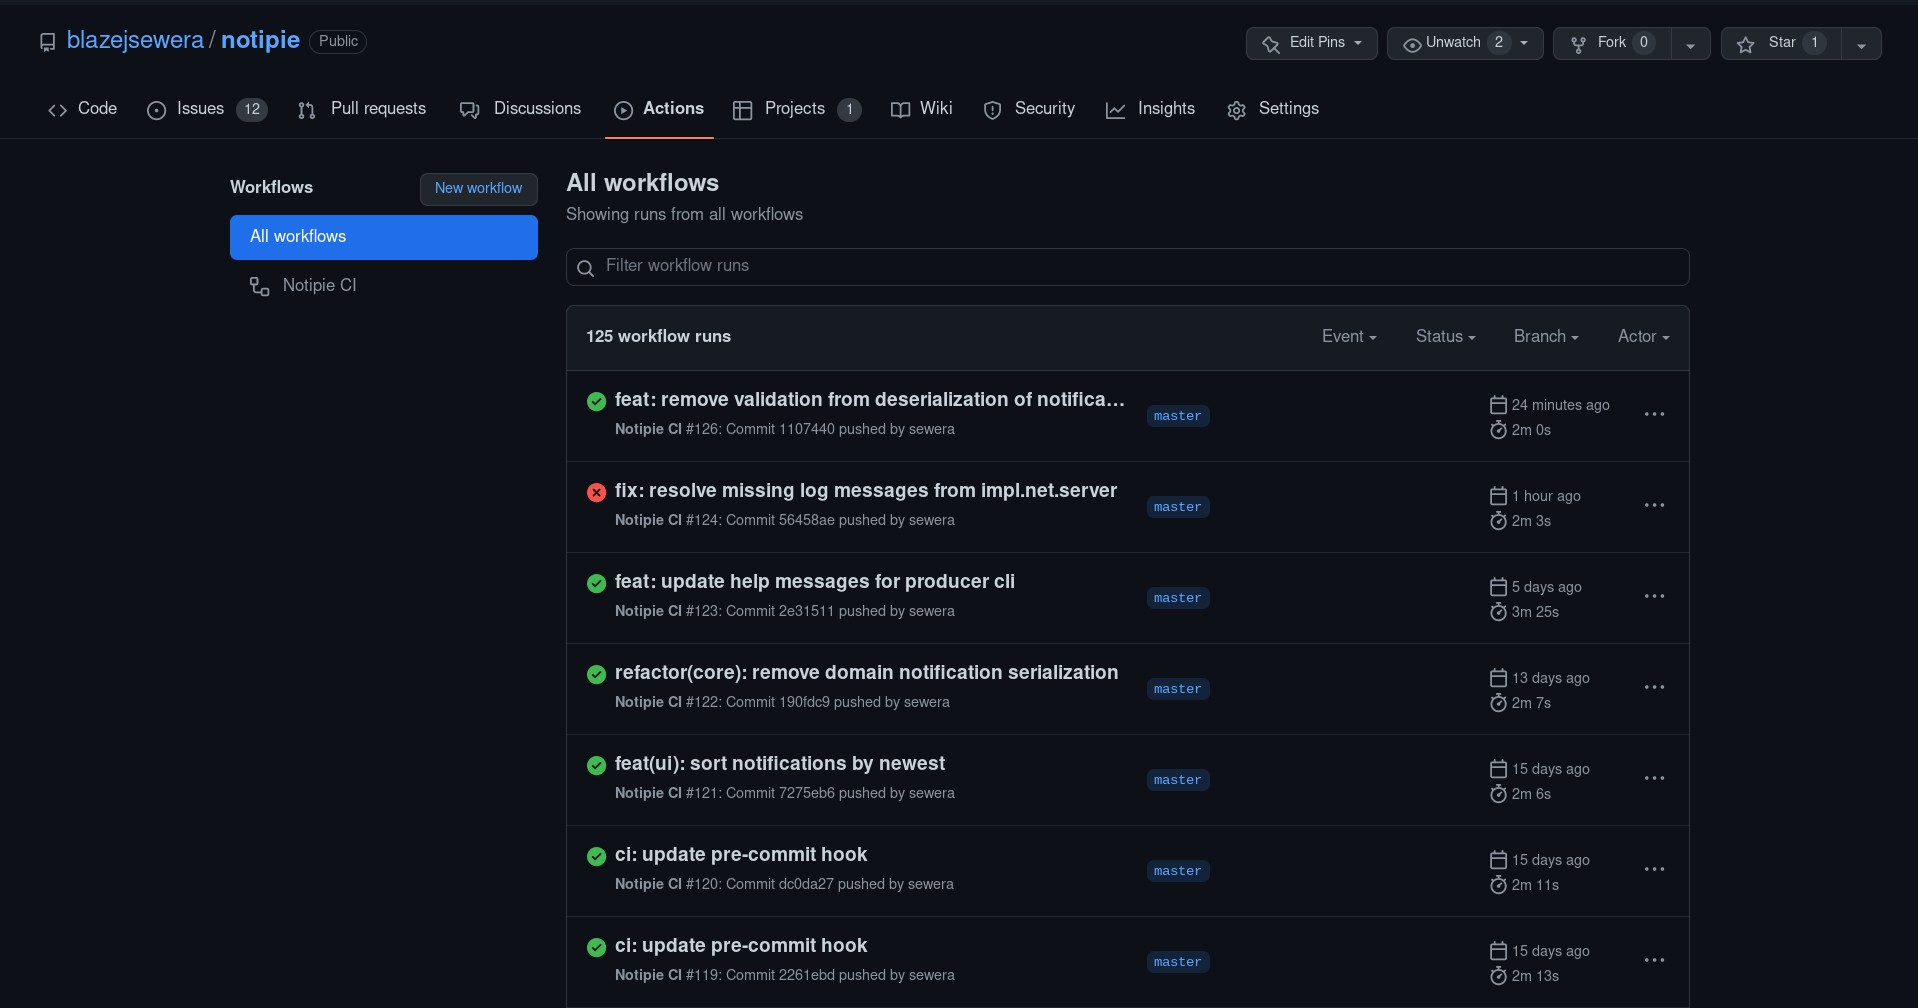 blazejsewera / notipie Public
Edit Pins Unwatch 2 Fork 0 Star 1
Code Issues 12 Pull requests Discussions Actions Projects 1 Wiki Security Insights Settings
Workflows
New workflow
All workflows
Notipie CI
All workflows
Showing runs from all workflows
Filter workflow runs
125 workflow runs Event Status Branch Actor
feat: remove validation from deserialization of notifica...
Notipie CI #126: Commit 1107440 pushed by sewera
master
24 minutes ago
2m 0s
fix: resolve missing log messages from impl.net.server
Notipie CI #124: Commit 56458ae pushed by sewera
master
1 hour ago
2m 3s
feat: update help messages for producer cli
Notipie CI #123: Commit 2e31511 pushed by sewera
master
5 days ago
3m 25s
refactor(core): remove domain notification serialization
Notipie CI #122: Commit 190fdc9 pushed by sewera
master
13 days ago
2m 7s
feat(ui): sort notifications by newest
Notipie CI #121: Commit 7275eb6 pushed by sewera
master
15 days ago
2m 6s
ci: update pre-commit hook
Notipie CI #120: Commit dc0da27 pushed by sewera
master
15 days ago
2m 11s
ci: update pre-commit hook
Notipie CI #119: Commit 2261ebd pushed by sewera
master
15 days ago
2m 13s